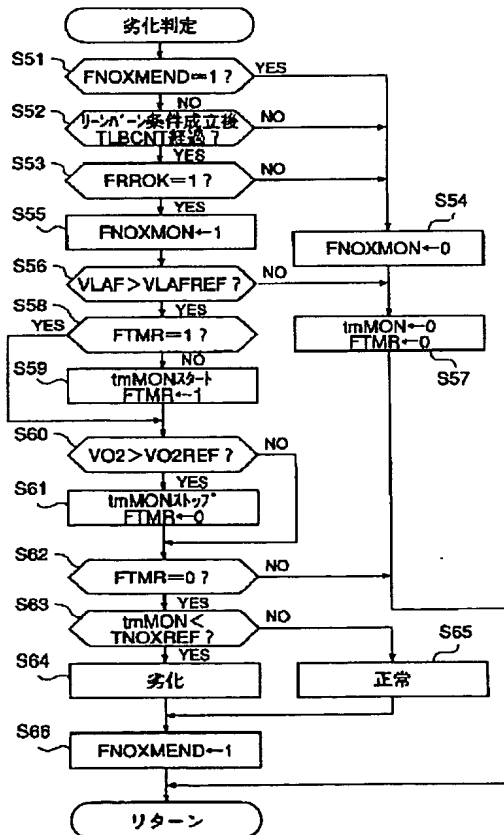 劣化判定
S51
FNOXMEND=1?
YES
NO
S52
リーンバーン条件成立後
TLBCNT経過?
NO
YES
S53
FRROK=1?
NO
YES
S55
FNOXMON←1
S54
FNOXMON←0
S56
VLAF>VLAFREF?
NO
YES
S58
YES
FTMR=1?
NO
tmMON←0
FTMR←0
S57
S59
tmMONスタート
FTMR←1
S60
VO2>VO2REF?
NO
YES
S61
tmMONストップ
FTMR←0
S62
FTMR=0?
NO
YES
S63
tmMON<
TNOXREF?
NO
YES
S64
劣化
S65
正常
S66
FNOXMEND←1
リターン